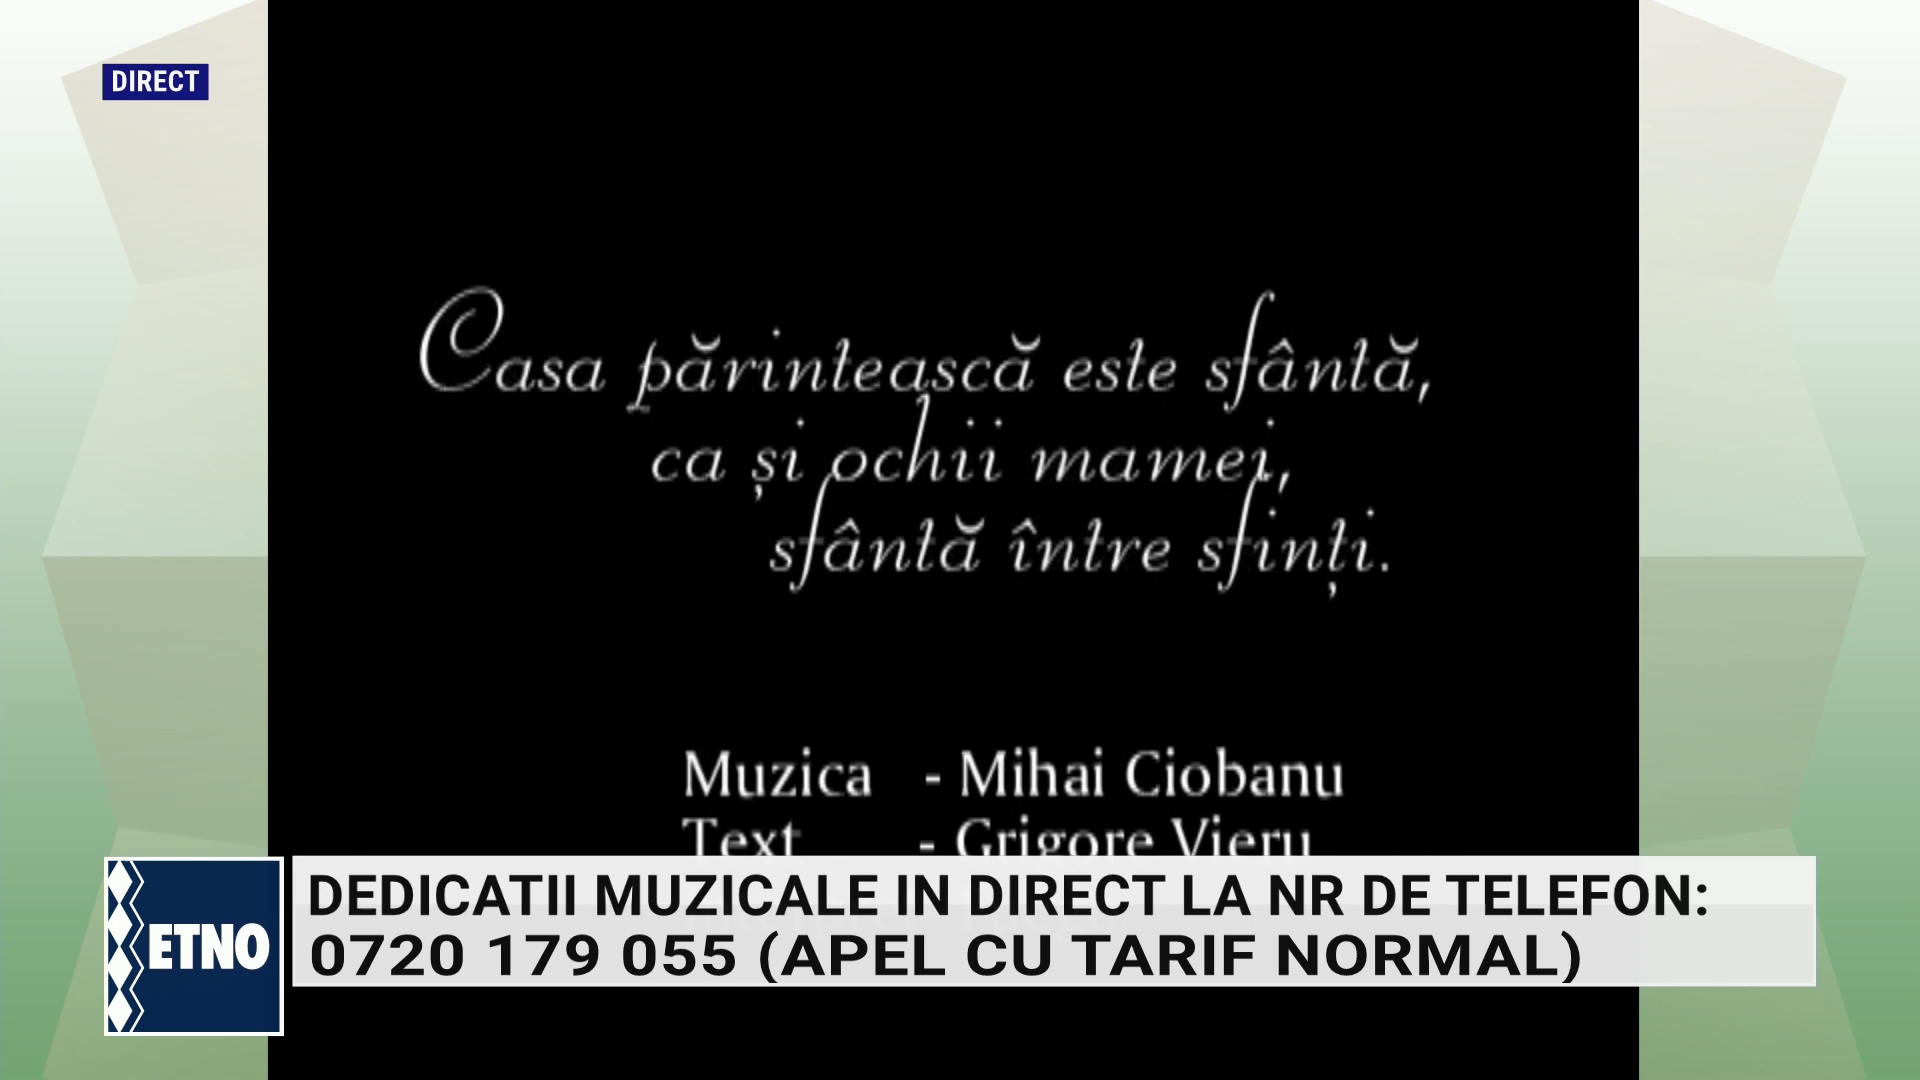 DIRECT
Casa părintească este sfântă,
ca și ochii mamei,
sfântă între sfinți.
Muzica - Mihai Ciobanu
Text - Grigore Vieru
ETNO
DEDICATII MUZICALE IN DIRECT LA NR DE TELEFON:
0720 179 055 (APEL CU TARIF NORMAL)